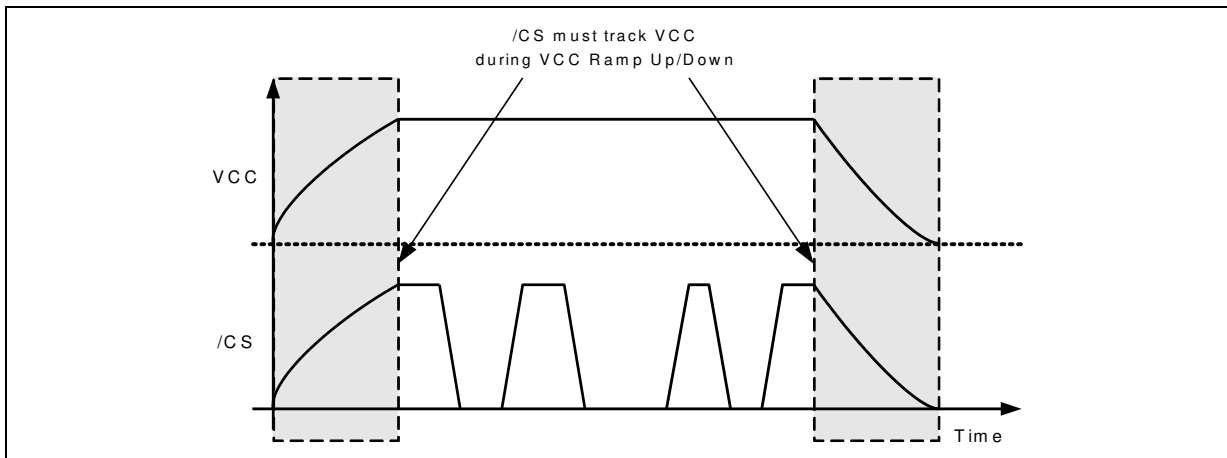 /CS must track VCC
during VCC Ramp Up/Down
VCC
/CS
Time